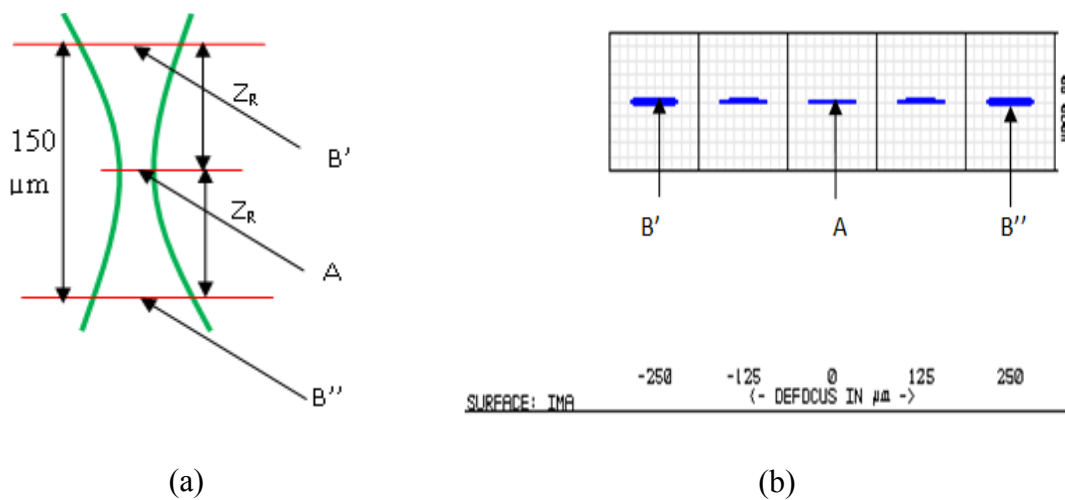 150
µm
Z_R
B'
Z_R
A
B''
B'
A
B''
-250 -125 0 125 250
<- DEFOCUS IN µm ->
SURFACE: IMA
(a)
(b)